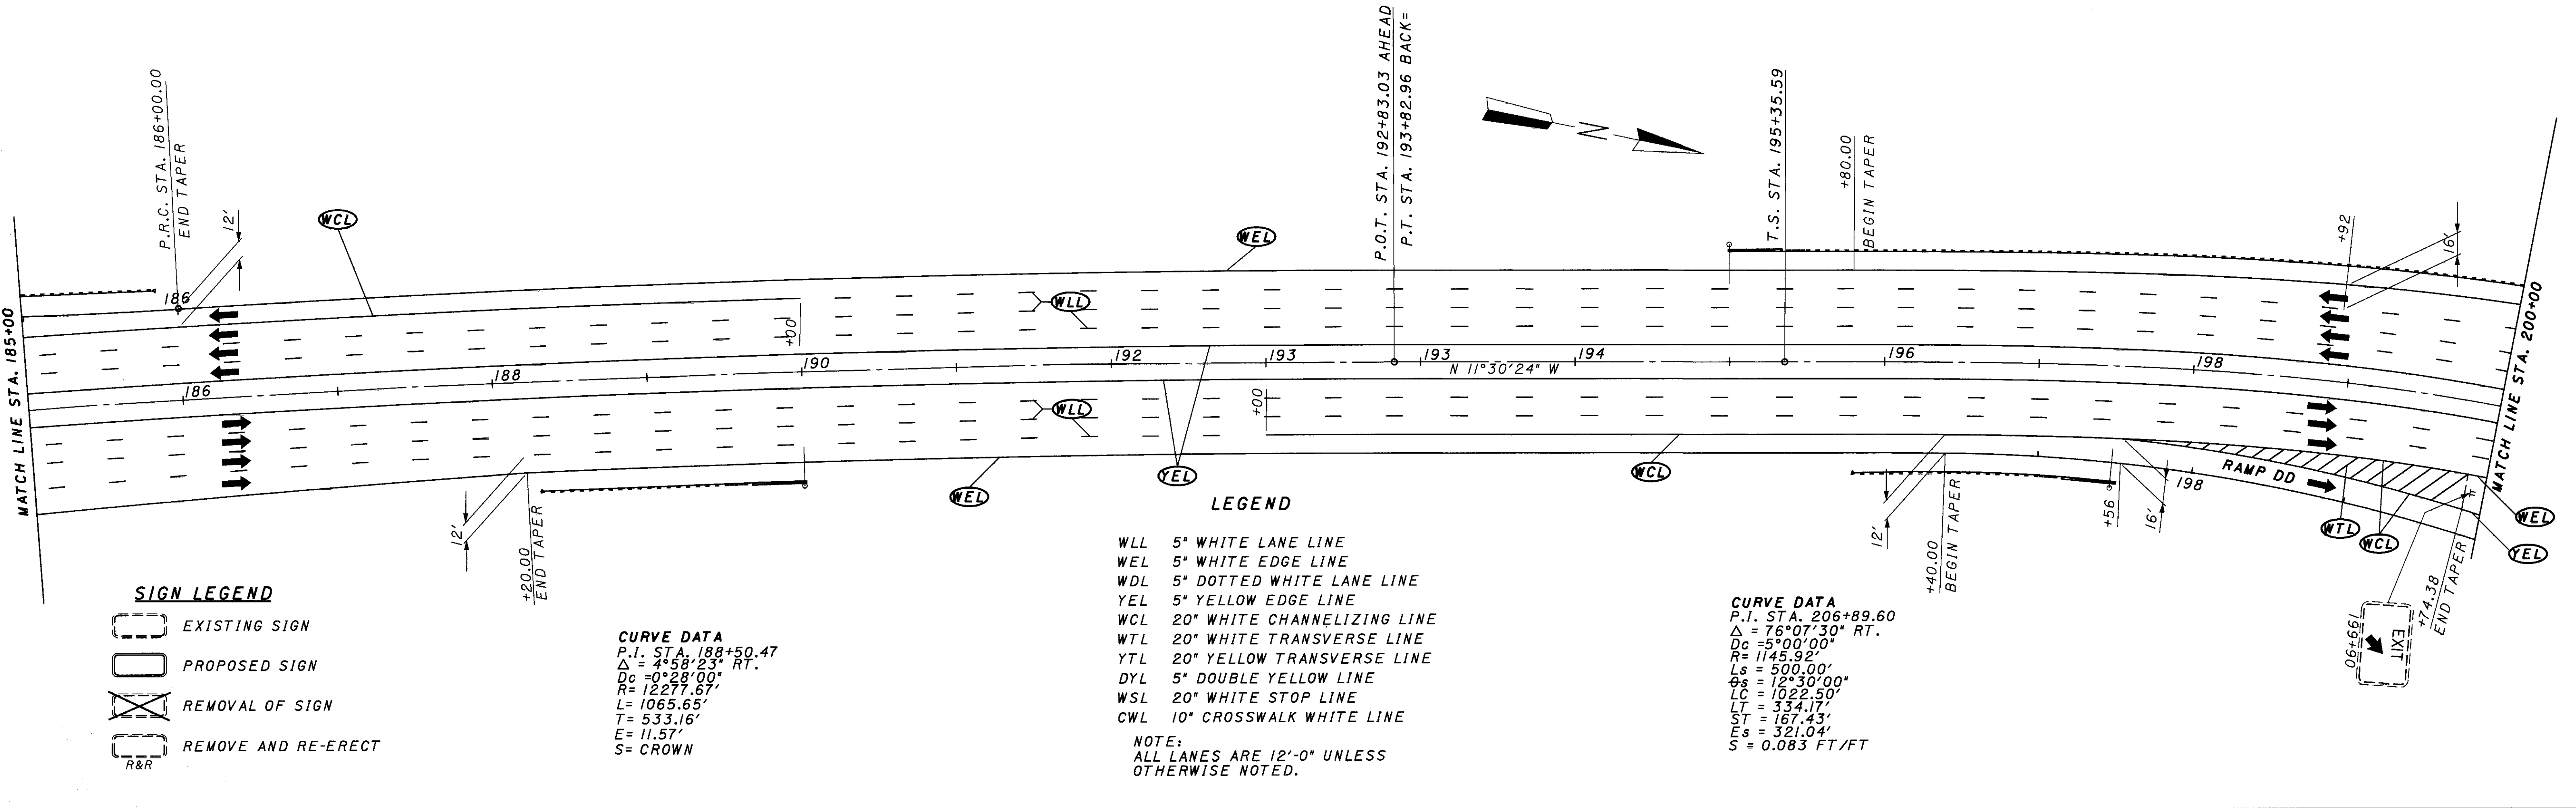 P.R.C. STA. 186+00.00
END TAPER
12'
WCL
WEL
P.O.T. STA. 192+83.03 AHEAD
P.T. STA. 193+82.96 BACK=
N
T.S. STA. 195+35.59
+80.00
BEGIN TAPER
+92
16'
MATCH LINE STA. 185+00
186
+00
WLL
MATCH LINE STA. 200+00
186
188
190
192
193
193
194
196
198
N 11°30'24" W
WLL
+00
YEL
WEL
WCL
12'
+20.00
END TAPER
12'
+40.00
BEGIN TAPER
+56
16'
198
RAMP DD
WTL
WCL
WEL
YEL
+74.38
END TAPER
199+90
EXIT
SIGN LEGEND
EXISTING SIGN
PROPOSED SIGN
REMOVAL OF SIGN
REMOVE AND RE-ERECT
R&R
CURVE DATA
P.I. STA. 188+50.47
Δ = 4°58'23" RT.
Dc =0°28'00"
R= 12277.67'
L= 1065.65'
T= 533.16'
E= 11.57'
S= CROWN
LEGEND
WLL 5" WHITE LANE LINE
WEL 5" WHITE EDGE LINE
WDL 5" DOTTED WHITE LANE LINE
YEL 5" YELLOW EDGE LINE
WCL 20" WHITE CHANNELIZING LINE
WTL 20" WHITE TRANSVERSE LINE
YTL 20" YELLOW TRANSVERSE LINE
DYL 5" DOUBLE YELLOW LINE
WSL 20" WHITE STOP LINE
CWL 10" CROSSWALK WHITE LINE
NOTE:
ALL LANES ARE 12'-0" UNLESS
OTHERWISE NOTED.
CURVE DATA
P.I. STA. 206+89.60
Δ = 76°07'30" RT.
Dc =5°00'00"
R= 1145.92'
Ls = 500.00'
θs = 12°30'00"
LC = 1022.50'
LT = 334.17'
ST = 167.43'
Es = 321.04'
S = 0.083 FT/FT